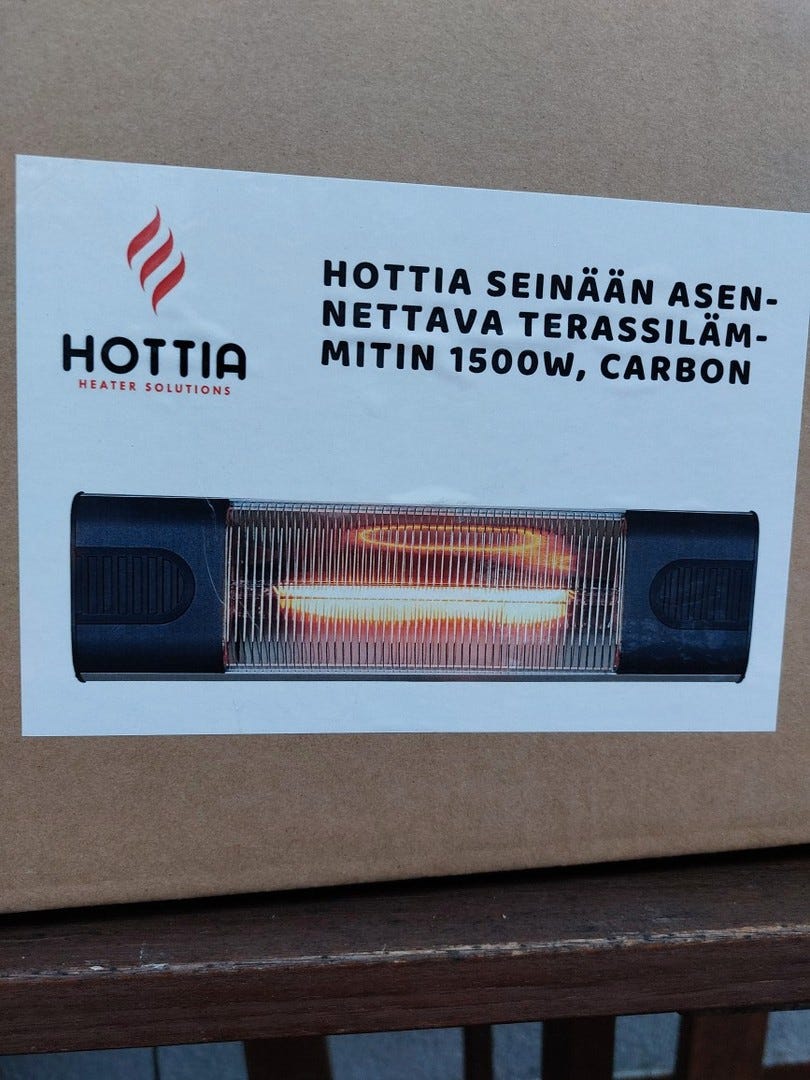 HOTTIA
HEATER SOLUTIONS
HOTTIA SEINÄÄN ASEN-
NETTAVA TERASSILÄM-
MITIN 1500W, CARBON